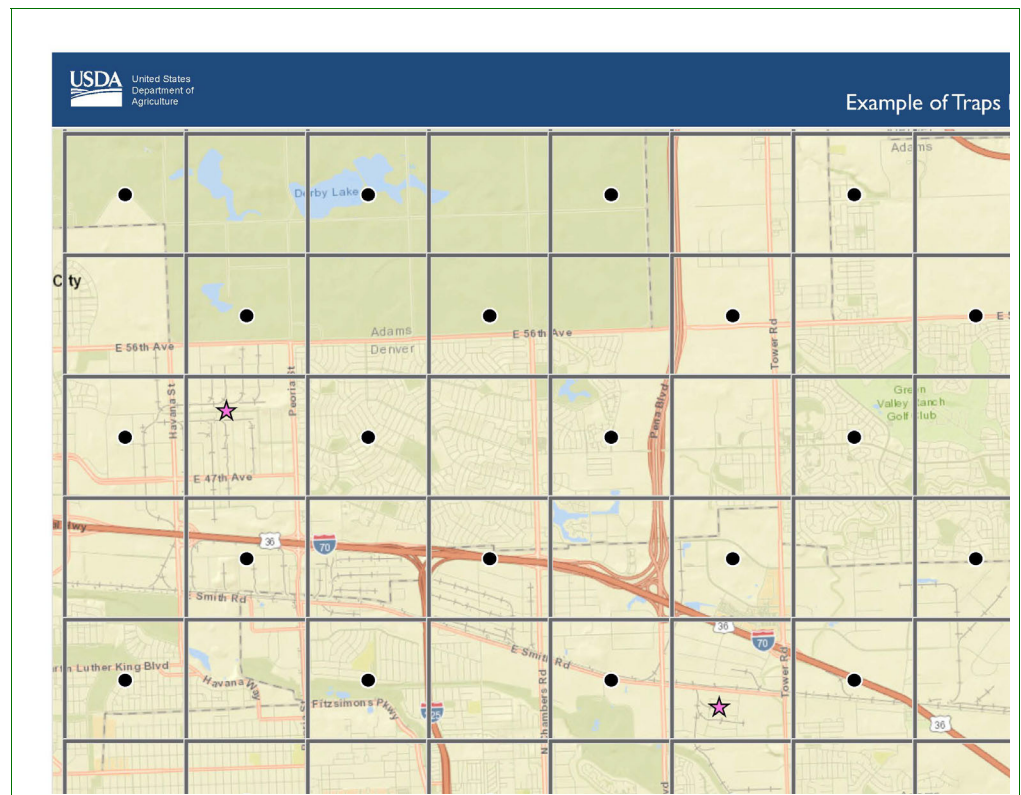 USDA
United States
Department of
Agriculture
Example of Traps
Adams
Derby Lake
City
E 56th Ave
Adams
Denver
E 56th Ave
Tower Rd
Havana St
Peoria St
Pena Blvd
Green
Valley Ranch
Golf Club
E 47th Ave
36
70
E Smith Rd
36
70
E Smith Rd
Luther King Blvd
Havana Way
Fitzsimons Pkwy
N Chambers Rd
Tower Rd
36